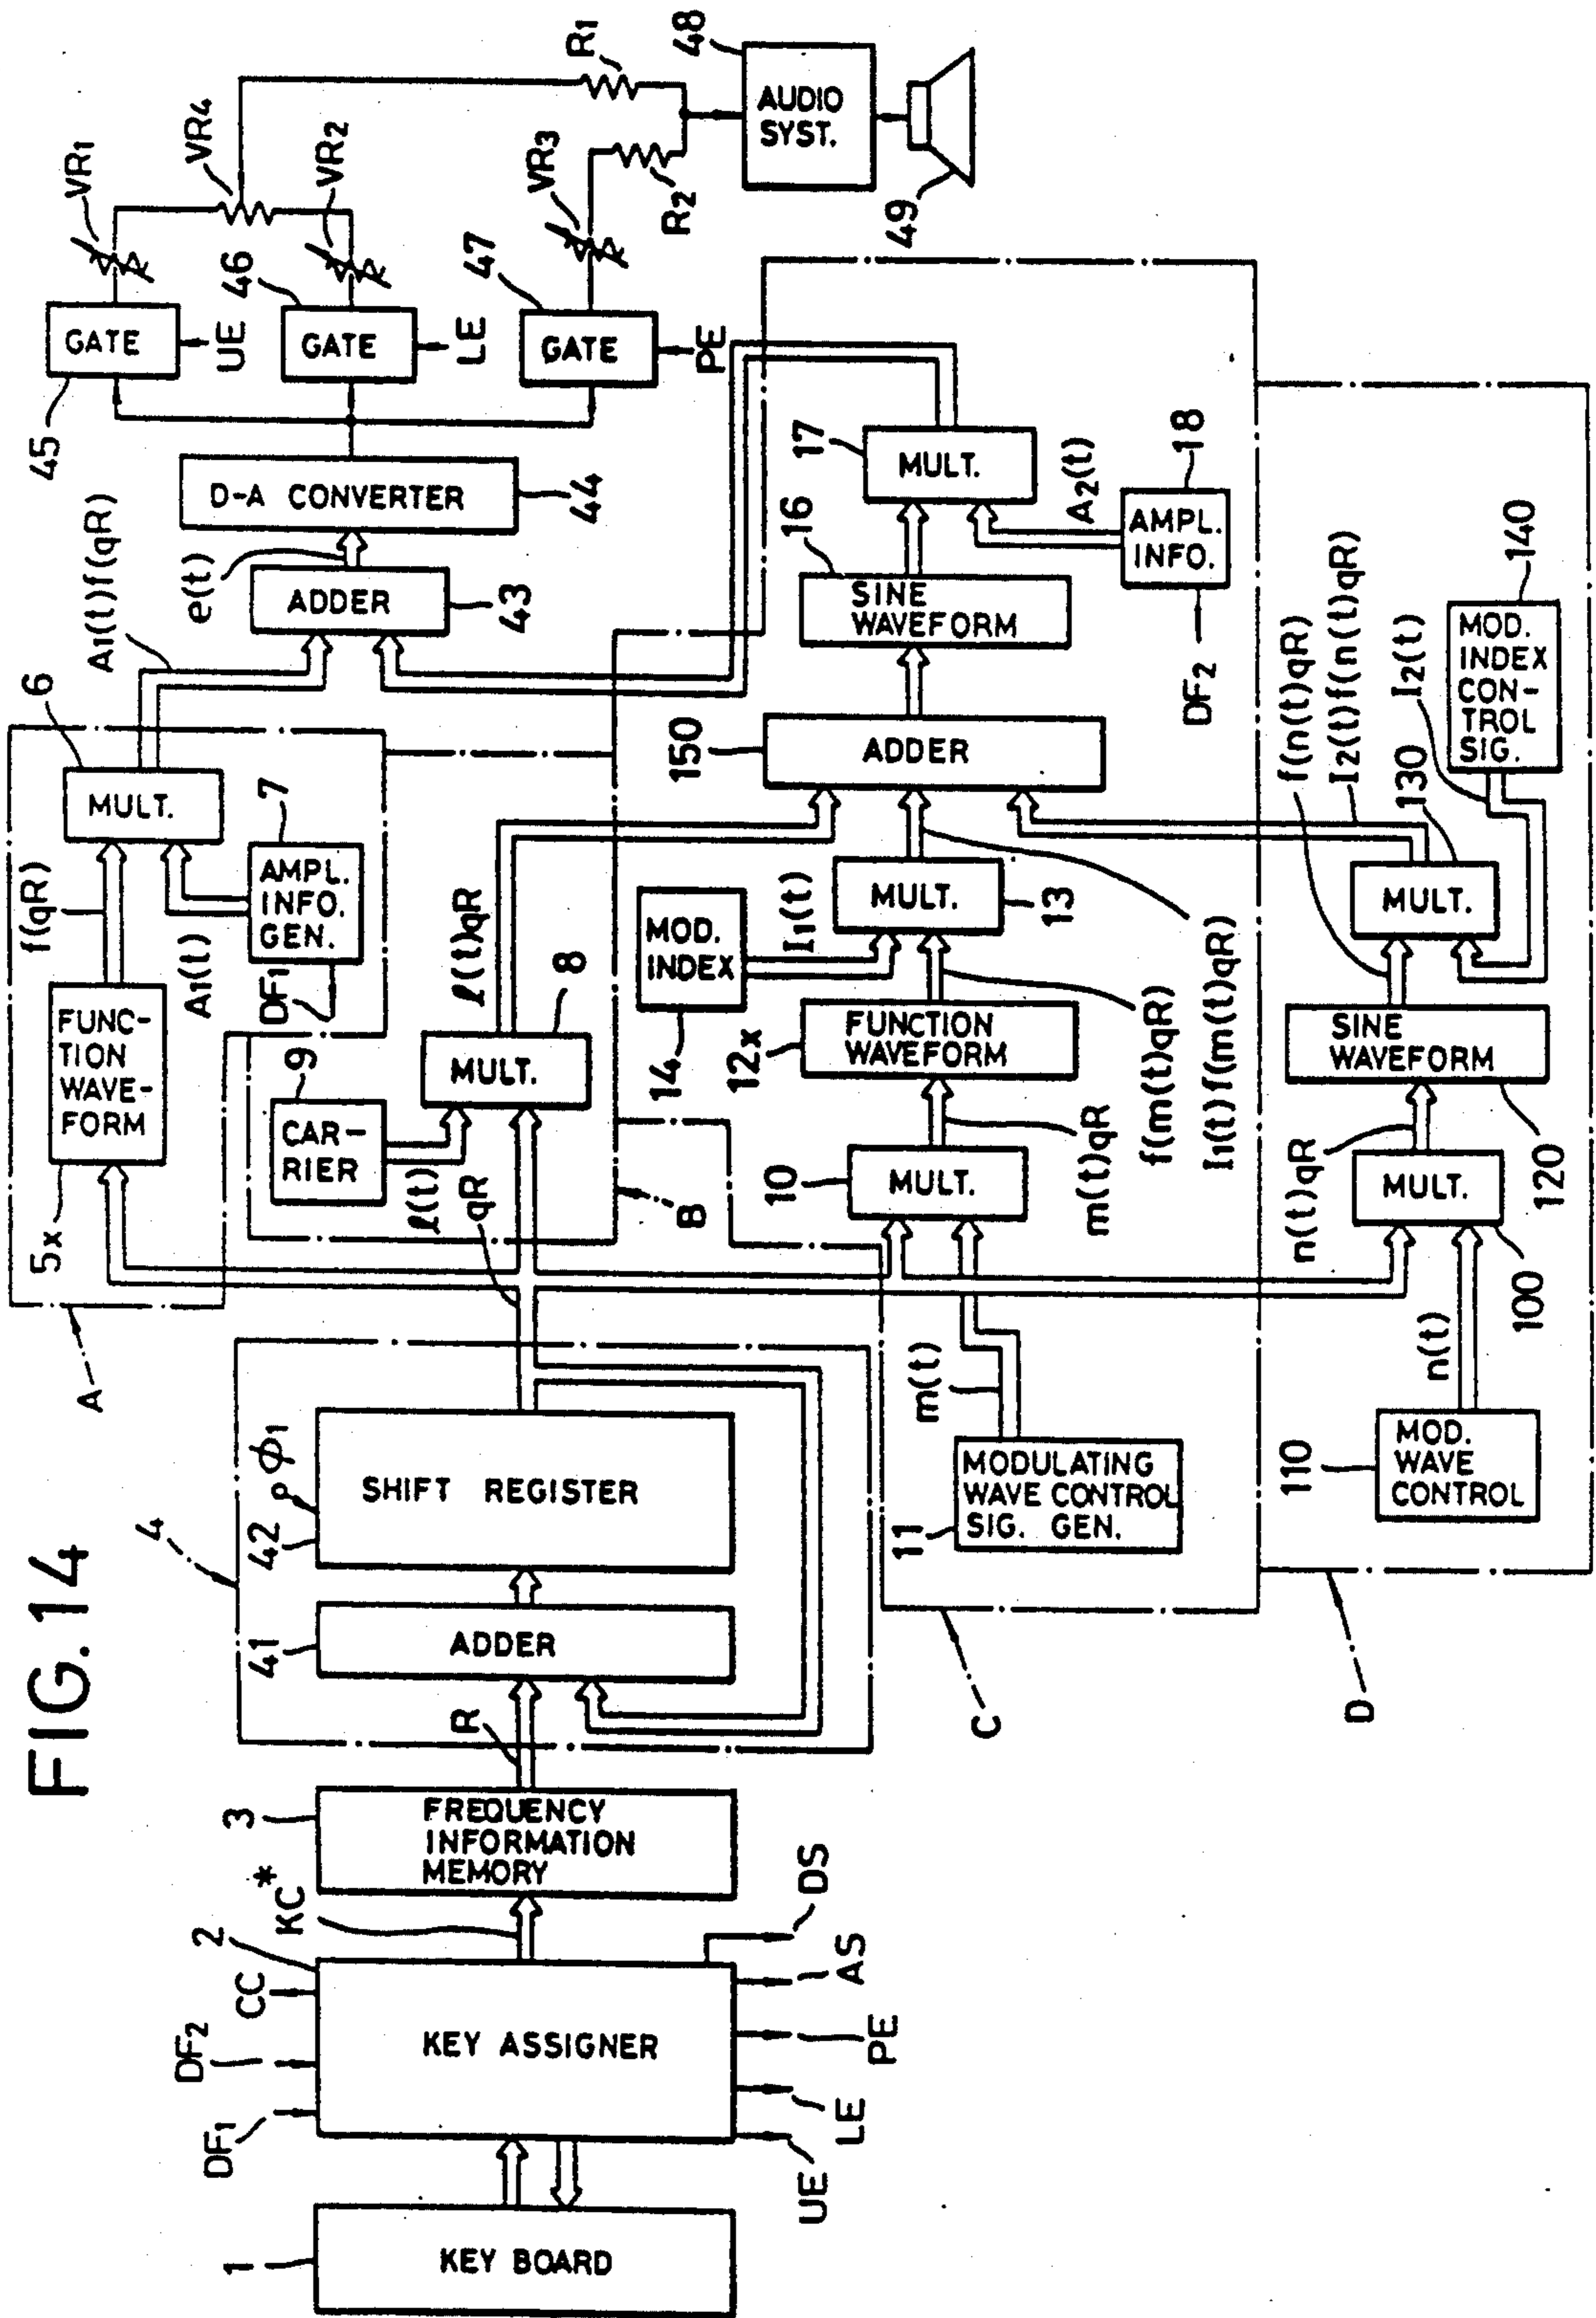 FIG. 14
1
KEY BOARD
DF1
DF2
CC
2
KEY ASSIGNER
UE
LE
PE
AS
DS
KC*
3
FREQUENCY
INFORMATION
MEMORY
R
4
41
ADDER
42
ϕ1
SHIFT REGISTER
qR
A
5x
FUNC-
TION
WAVE-
FORM
f(qR)
6
MULT.
A1(t)
7
AMPL.
INFO.
GEN.
DF1
A1(t)f(qR)
B
9
CAR-
RIER
ℓ(t)
8
MULT.
ℓ(t)qR
C
11
MODULATING
WAVE CONTROL
SIG. GEN.
m(t)
10
MULT.
m(t)qR
12x
FUNCTION
WAVEFORM
f(m(t)qR)
14
MOD.
INDEX
I1(t)
13
MULT.
I1(t)f(m(t)qR)
150
ADDER
16
SINE
WAVEFORM
17
MULT.
A2(t)
18
AMPL.
INFO.
DF2
D
110
MOD.
WAVE
CONTROL
n(t)
100
MULT.
n(t)qR
120
SINE
WAVEFORM
f(n(t)qR)
130
MULT.
I2(t)f(n(t)qR)
140
MOD.
INDEX
CON-
TROL
SIG.
I2(t)
43
ADDER
e(t)
44
D-A CONVERTER
45
GATE
UE
46
GATE
LE
47
GATE
PE
VR1
VR4
VR2
VR3
R1
R2
48
AUDIO
SYST.
49